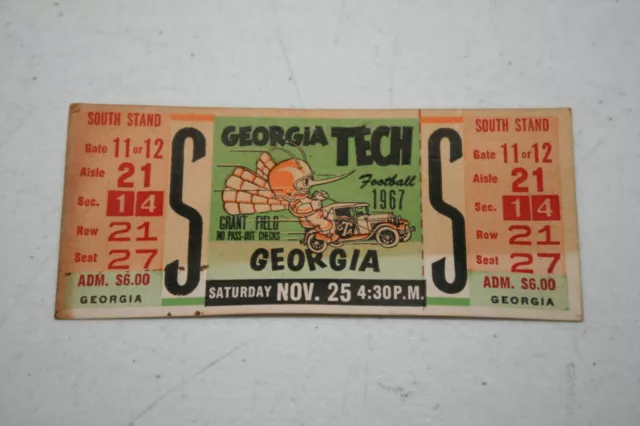 SOUTH STAND
Gate 11 or 12
Aisle 21
Sec. 14
Row 21
Seat 27
ADM. $6.00
GEORGIA
S
GEORGIA TECH
Football
1967
GRANT FIELD
NO PASS-OUT CHECKS
GT
GEORGIA
SATURDAY NOV. 25 4:30 P.M.
S
SOUTH STAND
Gate 11 or 12
Aisle 21
Sec. 14
Row 21
Seat 27
ADM. $6.00
GEORGIA